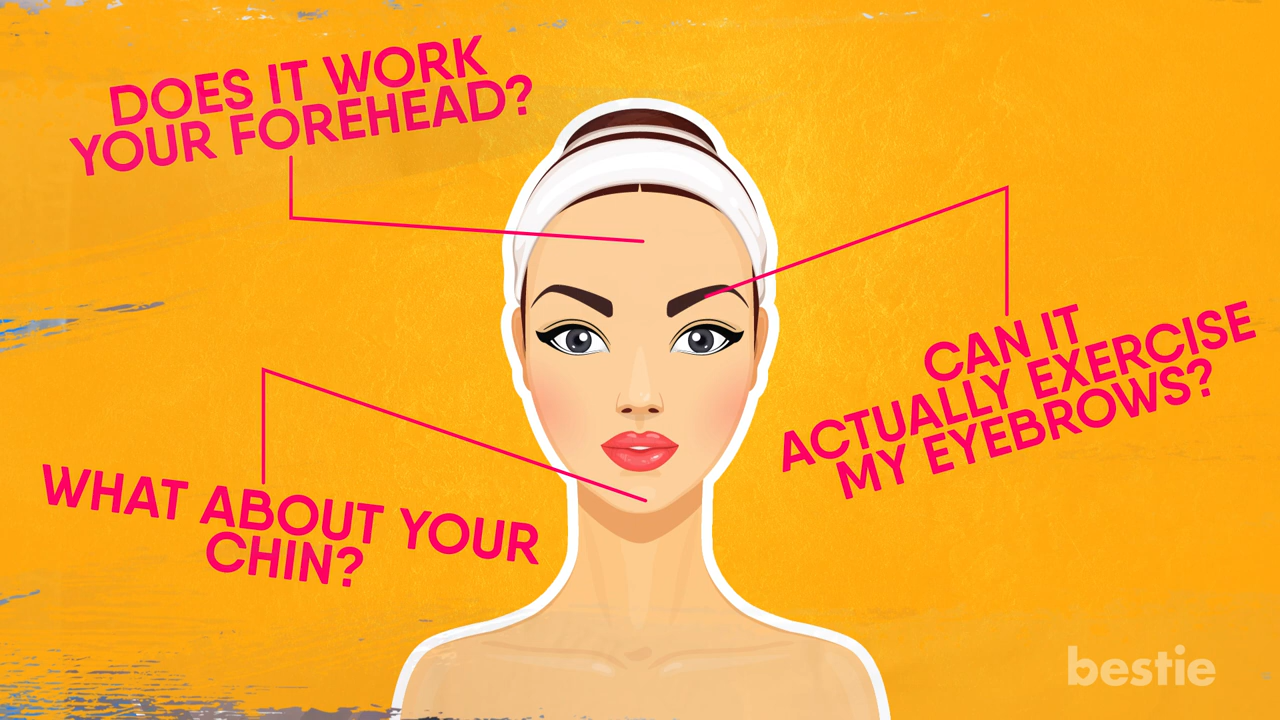 DOES IT WORK
YOUR FOREHEAD?
CAN IT
ACTUALLY EXERCISE
MY EYEBROWS?
WHAT ABOUT YOUR
CHIN?
bestie